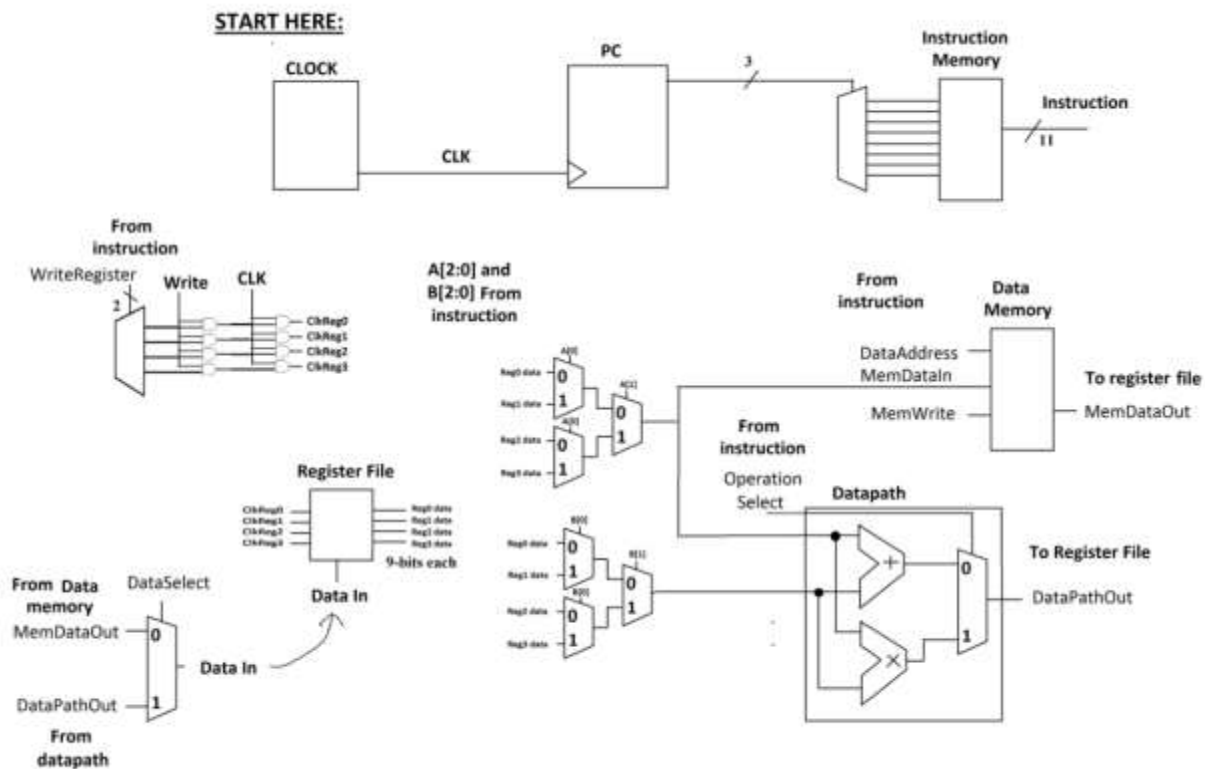 START HERE:
CLOCK
CLK
PC
3
Instruction
Memory
Instruction
11
From
instruction
WriteRegister
2
Write
CLK
ClkReg0
ClkReg1
ClkReg2
ClkReg3
A[2:0] and
B[2:0] From
instruction
From
instruction
Data
Memory
DataAddress
MemDataIn
MemWrite
To register file
MemDataOut
A[0]
Reg0 data
0
Reg1 data
1
A[1]
0
1
A[0]
Reg2 data
0
Reg3 data
1
From
instruction
Operation
Select
Datapath
+
×
0
1
To Register File
DataPathOut
Register File
ClkReg0
ClkReg1
ClkReg2
ClkReg3
Reg0 data
Reg1 data
Reg3 data
9-bits each
Data In
B[0]
Reg0 data
0
Reg1 data
1
B[1]
0
1
B[0]
Reg2 data
0
Reg3 data
1
From Data
memory
DataSelect
MemDataOut
0
Data In
DataPathOut
1
From
datapath